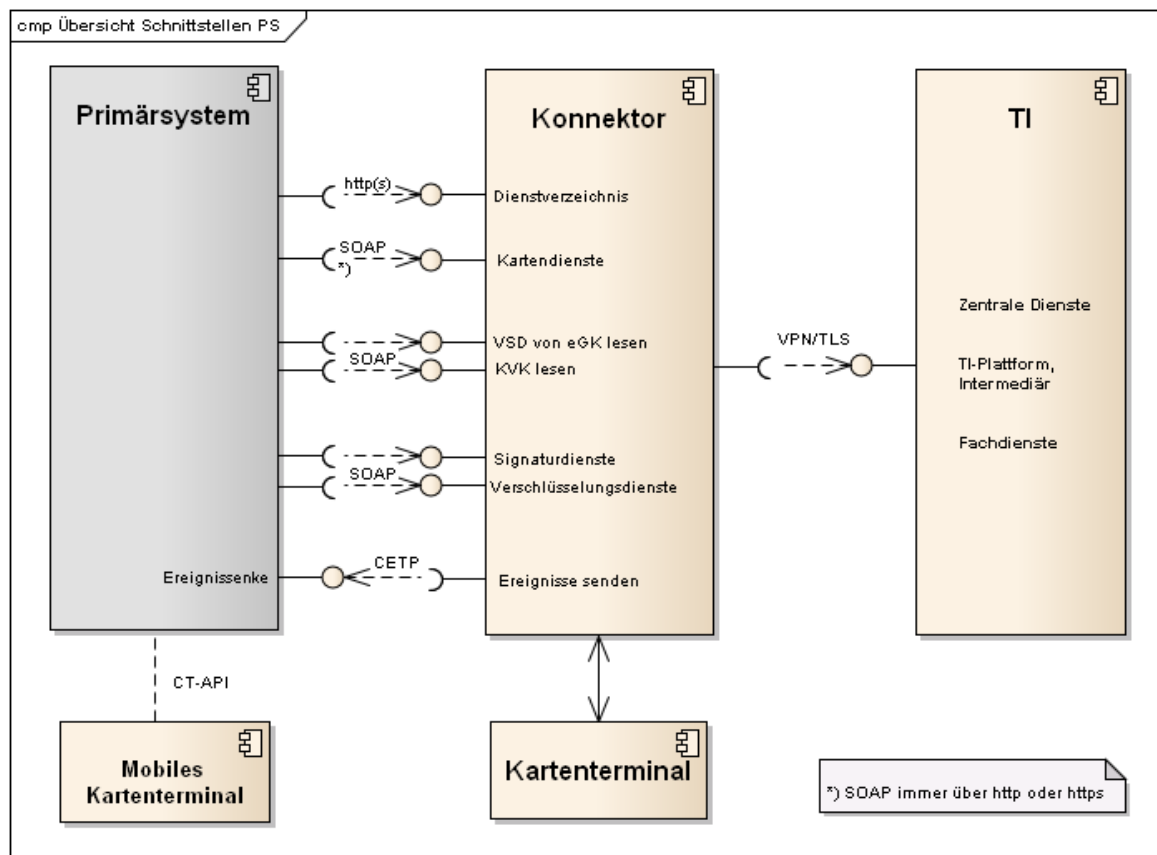 cmp Übersicht Schnittstellen PS
Primärsystem
Konnektor
TI
http(s)
Dienstverzeichnis
SOAP
*)
Kartendienste
Zentrale Dienste
VSD von eGK lesen
SOAP
KVK lesen
VPN/TLS
TI-Plattform,
Intermediär
Fachdienste
Signaturdienste
SOAP
Verschlüsselungsdienste
Ereignissenke
CETP
Ereignisse senden
CT-API
Mobiles
Kartenterminal
Kartenterminal
*) SOAP immer über http oder https